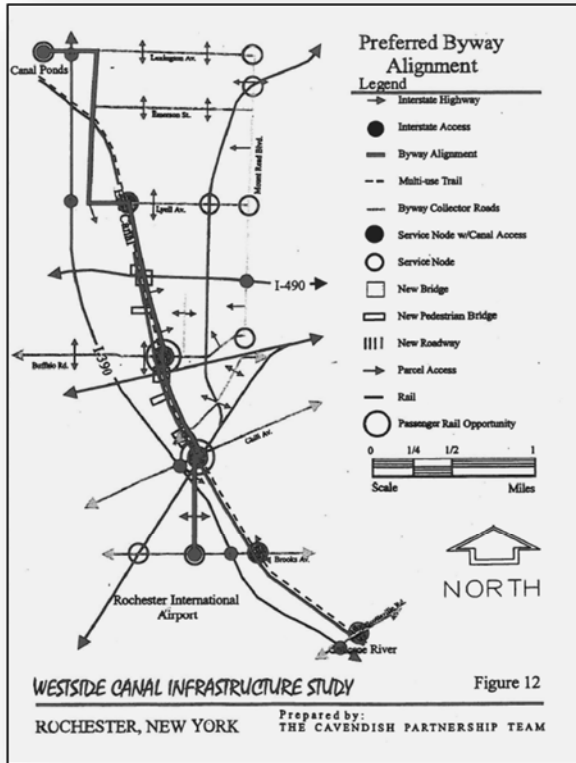 Preferred Byway
Alignment
Legend
Interstate Highway
Interstate Access
Byway Alignment
Multi-use Trail
Byway Collector Roads
Service Node w/Canal Access
Service Node
New Bridge
New Pedestrian Bridge
New Roadway
Parcel Access
Rail
Passenger Rail Opportunity
0 1/4 1/2 1
Scale Miles
NORTH
Canal Ponds
Lexington Av.
Emerson St.
Mount Read Blvd.
Erie Canal
Lyell Av.
I-490
I-390
Buffalo Rd.
Chili Av.
Brooks Av.
Rochester International
Airport
River
WESTSIDE CANAL INFRASTRUCTURE STUDY
Figure 12
ROCHESTER, NEW YORK
Prepared by:
THE CAVENDISH PARTNERSHIP TEAM